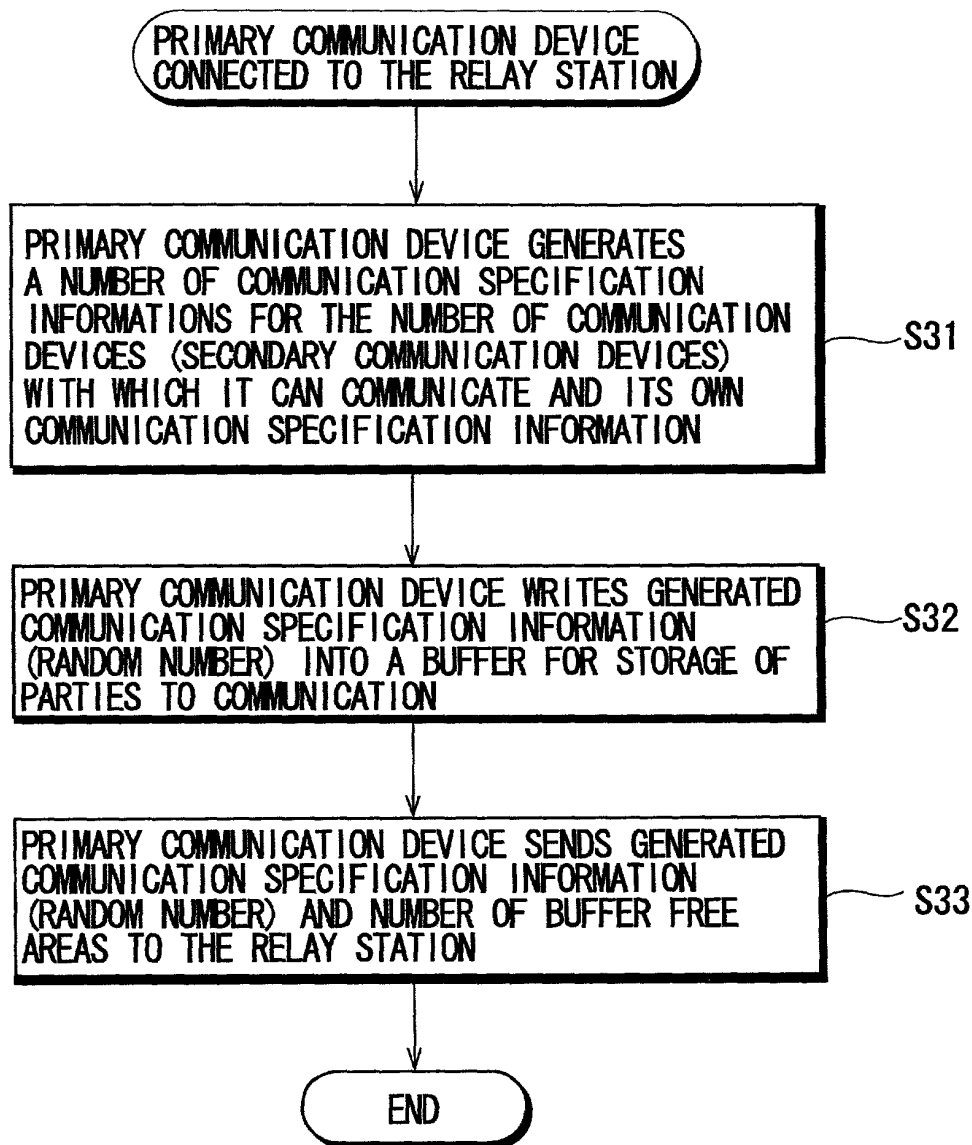 PRIMARY COMMUNICATION DEVICE
CONNECTED TO THE RELAY STATION
PRIMARY COMMUNICATION DEVICE GENERATES
A NUMBER OF COMMUNICATION SPECIFICATION
INFORMATIONS FOR THE NUMBER OF COMMUNICATION
DEVICES (SECONDARY COMMUNICATION DEVICES)
WITH WHICH IT CAN COMMUNICATE AND ITS OWN
COMMUNICATION SPECIFICATION INFORMATION
S31
PRIMARY COMMUNICATION DEVICE WRITES GENERATED
COMMUNICATION SPECIFICATION INFORMATION
(RANDOM NUMBER) INTO A BUFFER FOR STORAGE OF
PARTIES TO COMMUNICATION
S32
PRIMARY COMMUNICATION DEVICE SENDS GENERATED
COMMUNICATION SPECIFICATION INFORMATION
(RANDOM NUMBER) AND NUMBER OF BUFFER FREE
AREAS TO THE RELAY STATION
S33
END